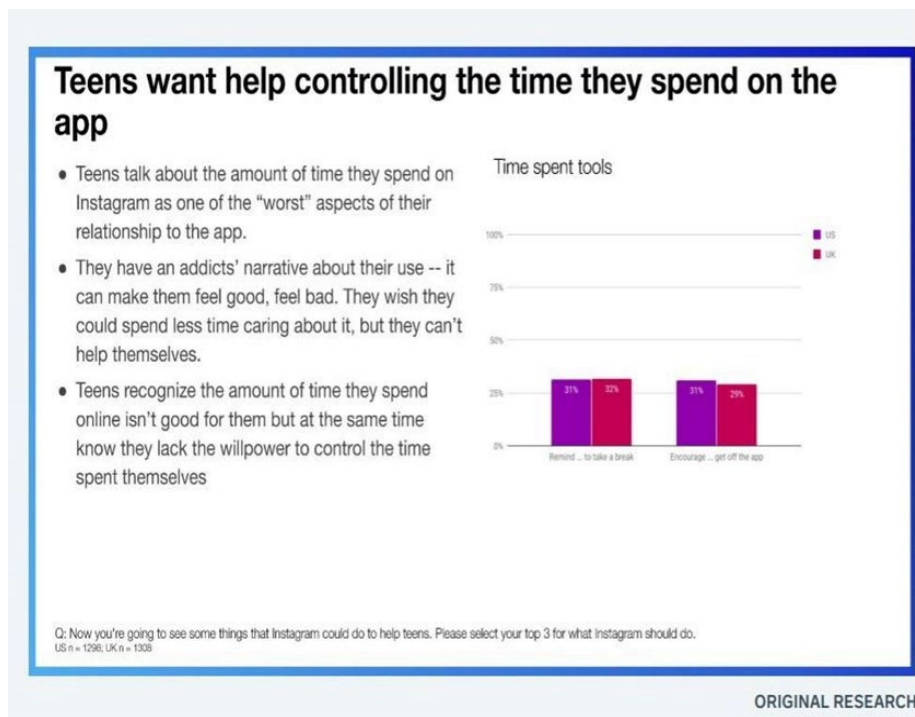 Teens want help controlling the time they spend on the
app
• Teens talk about the amount of time they spend on
Instagram as one of the “worst” aspects of their
relationship to the app.
• They have an addicts’ narrative about their use -- it
can make them feel good, feel bad. They wish they
could spend less time caring about it, but they can’t
help themselves.
• Teens recognize the amount of time they spend
online isn’t good for them but at the same time
know they lack the willpower to control the time
spent themselves
Time spent tools
100%
75%
50%
25%
0%
US
UK
31%
32%
31%
29%
Remind ... to take a break
Encourage ... get off the app
Q: Now you’re going to see some things that Instagram could do to help teens. Please select your top 3 for what Instagram should do.
US n = 1296; UK n = 1308
ORIGINAL RESEARCH